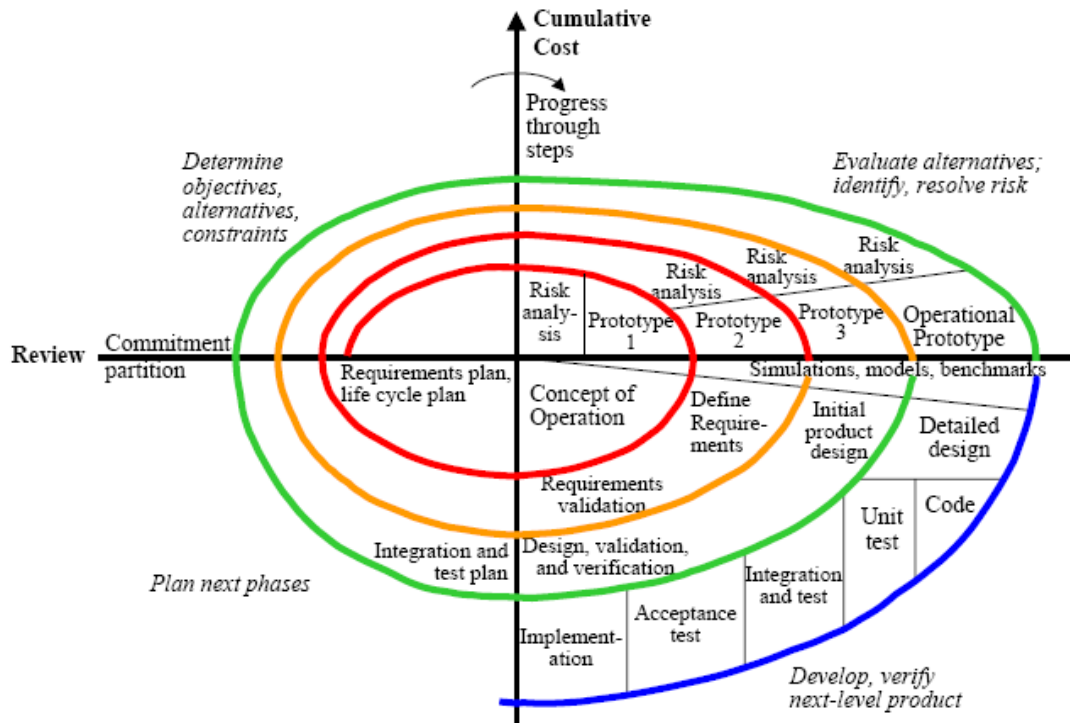 Cumulative
Cost
Progress
through
steps
Determine
objectives,
alternatives,
constraints
Evaluate alternatives;
identify, resolve risk
Risk
analy-
sis
Risk
analysis
Risk
analysis
Risk
analysis
Prototype
1
Prototype
2
Prototype
3
Operational
Prototype
Review
Commitment
partition
Simulations, models, benchmarks
Requirements plan,
life cycle plan
Concept of
Operation
Define
Require-
ments
Initial
product
design
Detailed
design
Requirements
validation
Code
Unit
test
Integration and
test plan
Design, validation,
and verification
Integration
and test
Acceptance
test
Implement-
ation
Plan next phases
Develop, verify
next-level product